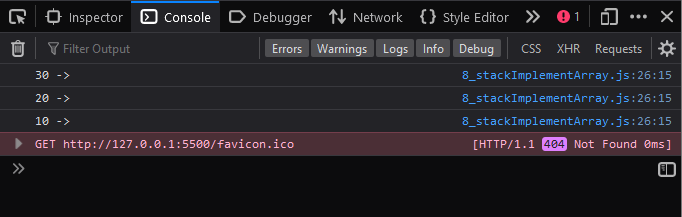 Inspector Console Debugger Network {} Style Editor >> 1
Filter Output Errors Warnings Logs Info Debug CSS XHR Requests
30 -> 8_stackImplementArray.js:26:15
20 -> 8_stackImplementArray.js:26:15
10 -> 8_stackImplementArray.js:26:15
GET http://127.0.0.1:5500/favicon.ico [HTTP/1.1 404 Not Found 0ms]
>>